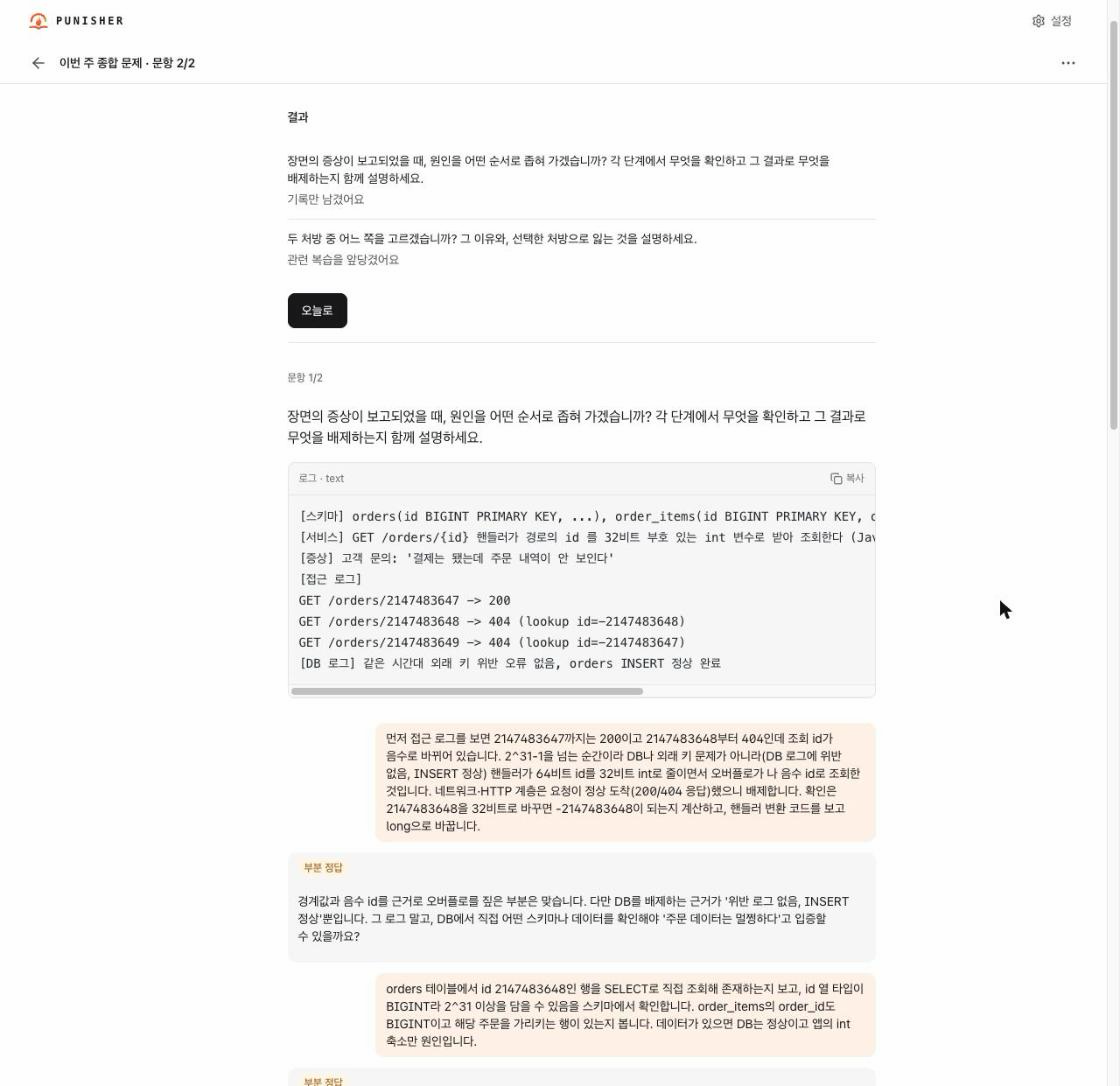 PUNISHER
설정
이번 주 종합 문제 · 문항 2/2
결과
장면의 증상이 보고되었을 때, 원인을 어떤 순서로 좁혀 가겠습니까? 각 단계에서 무엇을 확인하고 그 결과로 무엇을
배제하는지 함께 설명하세요.
기록만 남겼어요
두 처방 중 어느 쪽을 고르겠습니까? 그 이유와, 선택한 처방으로 잃는 것을 설명하세요.
관련 복습을 앞당겼어요
오늘로
문항 1/2
장면의 증상이 보고되었을 때, 원인을 어떤 순서로 좁혀 가겠습니까? 각 단계에서 무엇을 확인하고 그 결과로
무엇을 배제하는지 함께 설명하세요.
로그 · text
복사
[스키마] orders(id BIGINT PRIMARY KEY, ...), order_items(id BIGINT PRIMARY KEY,
[서비스] GET /orders/{id} 핸들러가 경로의 id 를 32비트 부호 있는 int 변수로 받아 조회한다 (Jav
[증상] 고객 문의: '결제는 됐는데 주문 내역이 안 보인다'
[접근 로그]
GET /orders/2147483647 -> 200
GET /orders/2147483648 -> 404 (lookup id=-2147483648)
GET /orders/2147483649 -> 404 (lookup id=-2147483647)
[DB 로그] 같은 시간대 외래 키 위반 오류 없음, orders INSERT 정상 완료
먼저 접근 로그를 보면 2147483647까지는 200이고 2147483648부터 404인데 조회 id가
음수로 바뀌어 있습니다. 2^31-1을 넘는 순간이라 DB나 외래 키 문제가 아니라(DB 로그에 위반
없음, INSERT 정상) 핸들러가 64비트 id를 32비트 int로 줄이면서 오버플로가 나 음수 id로 조회한
것입니다. 네트워크·HTTP 계층은 요청이 정상 도착(200/404 응답)했으니 배제합니다. 확인은
2147483648을 32비트로 바꾸면 -2147483648이 되는지 계산하고, 핸들러 변환 코드를 보고
long으로 바꿉니다.
부분 정답
경계값과 음수 id를 근거로 오버플로를 짚은 부분은 맞습니다. 다만 DB를 배제하는 근거가 '위반 로그 없음, INSERT
정상'뿐입니다. 그 로그 말고, DB에서 직접 어떤 스키마나 데이터를 확인해야 '주문 데이터는 멀쩡하다'고 입증할
수 있을까요?
orders 테이블에서 id 2147483648인 행을 SELECT로 직접 조회해 존재하는지 보고, id 열 타입이
BIGINT라 2^31 이상을 담을 수 있음을 스키마에서 확인합니다. order_items의 order_id도
BIGINT이고 해당 주문을 가리키는 행이 있는지 봅니다. 데이터가 있으면 DB는 정상이고 앱의 int
축소만 원인입니다.
부분 정답